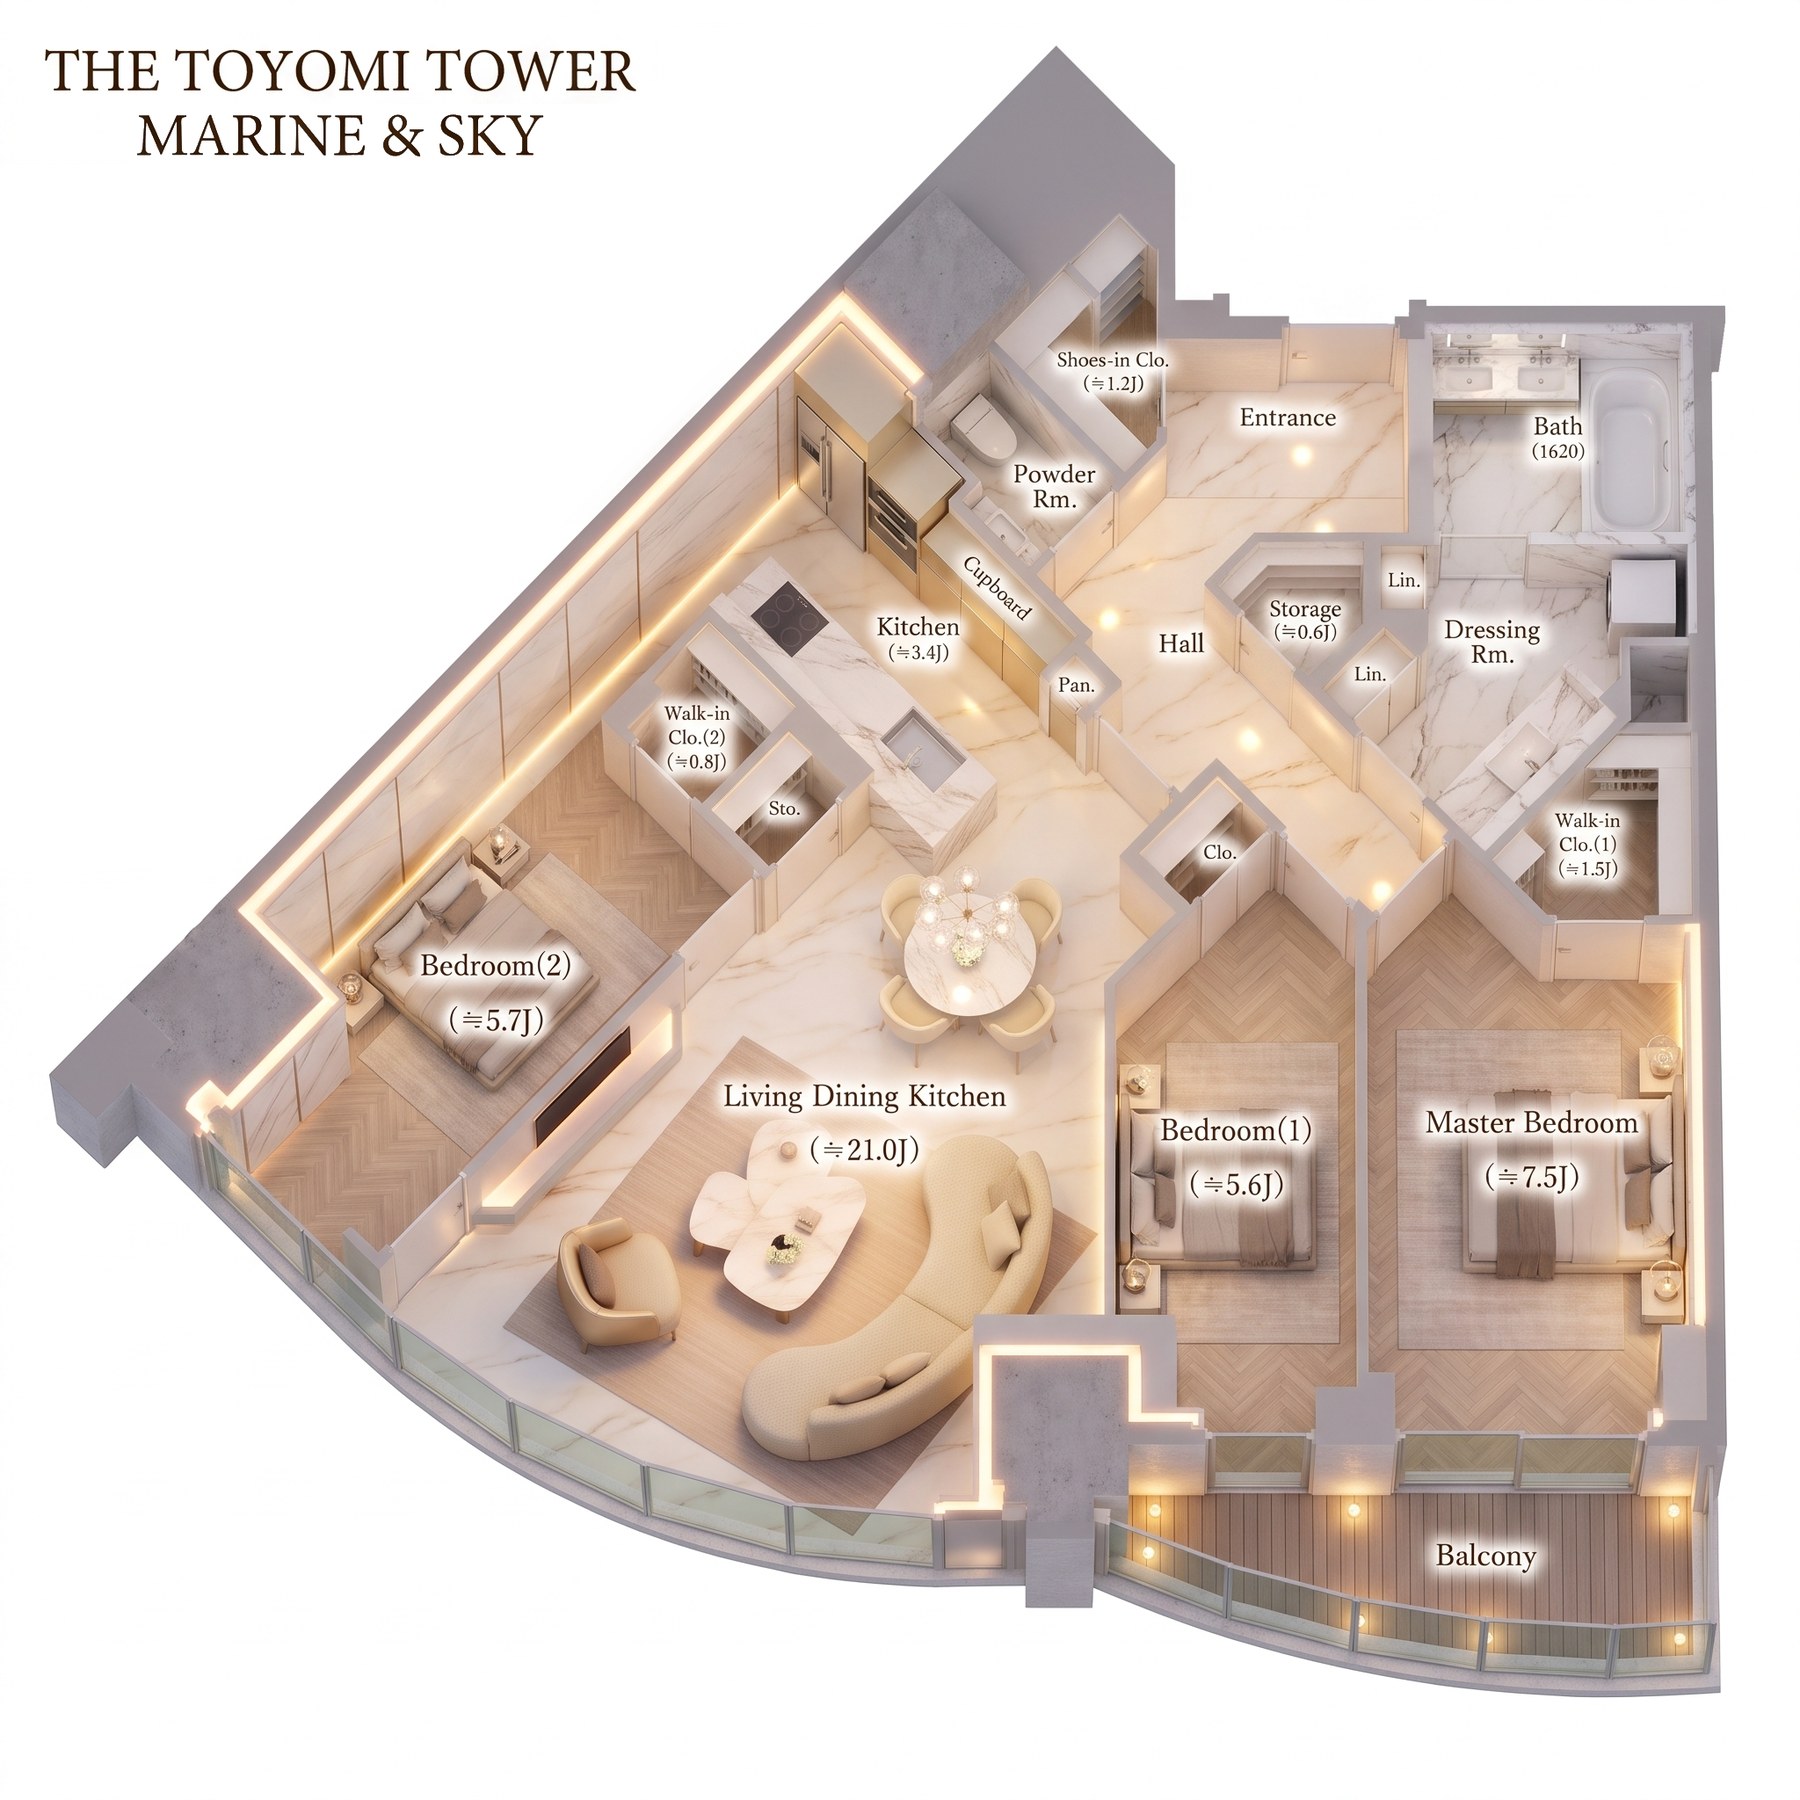 THE TOYOMI TOWER
MARINE & SKY
Shoes-in Clo.
(≒1.2J)
Entrance
Bath
(1620)
Powder
Rm.
Cupboard
Kitchen
(≒3.4J)
Pan.
Hall
Storage
(≒0.6J)
Lin.
Lin.
Dressing
Rm.
Walk-in
Clo.(2)
(≒0.8J)
Sto.
Clo.
Walk-in
Clo.(1)
(≒1.5J)
Bedroom(2)
(≒5.7J)
Living Dining Kitchen
(≒21.0J)
Bedroom(1)
(≒5.6J)
Master Bedroom
(≒7.5J)
Balcony